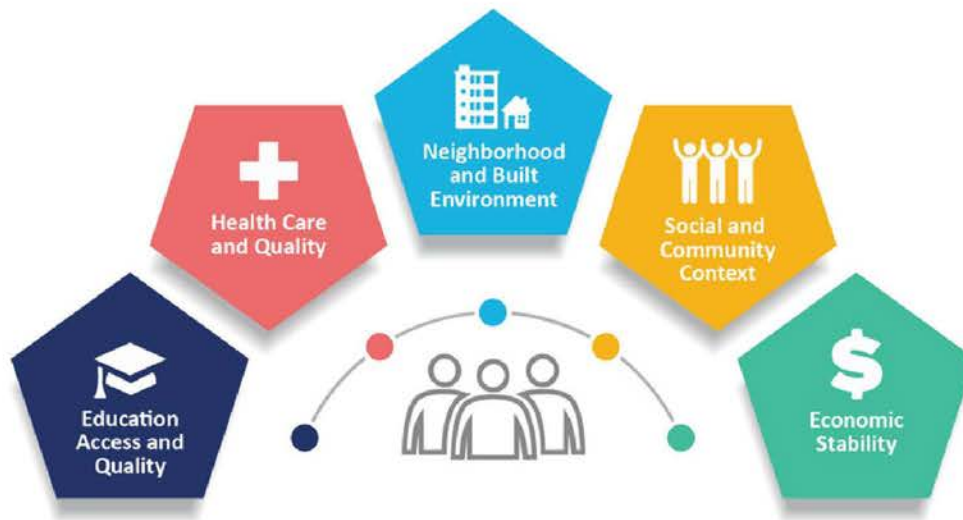 Education
Access and
Quality
Health Care
and Quality
Neighborhood
and Built
Environment
Social and
Community
Context
$
Economic
Stability